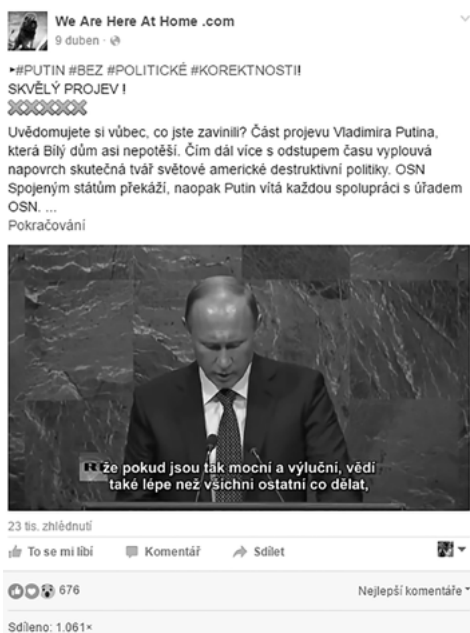 We Are Here At Home .com
9 duben ·
►#PUTIN #BEZ #POLITICKÉ #KOREKTNOSTI!
SKVĚLÝ PROJEV !
Uvědomujete si vůbec, co jste zavinili? Část projevu Vladimira Putina,
která Bílý dům asi nepotěší. Čím dál více s odstupem času vyplouvá
napovrch skutečná tvář světové americké destruktivní politiky. OSN
Spojeným státům překáží, naopak Putin vítá každou spolupráci s úřadem
OSN. ...
Pokračování
RT že pokud jsou tak mocní a výluční, vědí
také lépe než všichni ostatní co dělat,
23 tis. zhlédnutí
To se mi líbí Komentář Sdílet
676 Nejlepší komentáře
Sdíleno: 1.061×